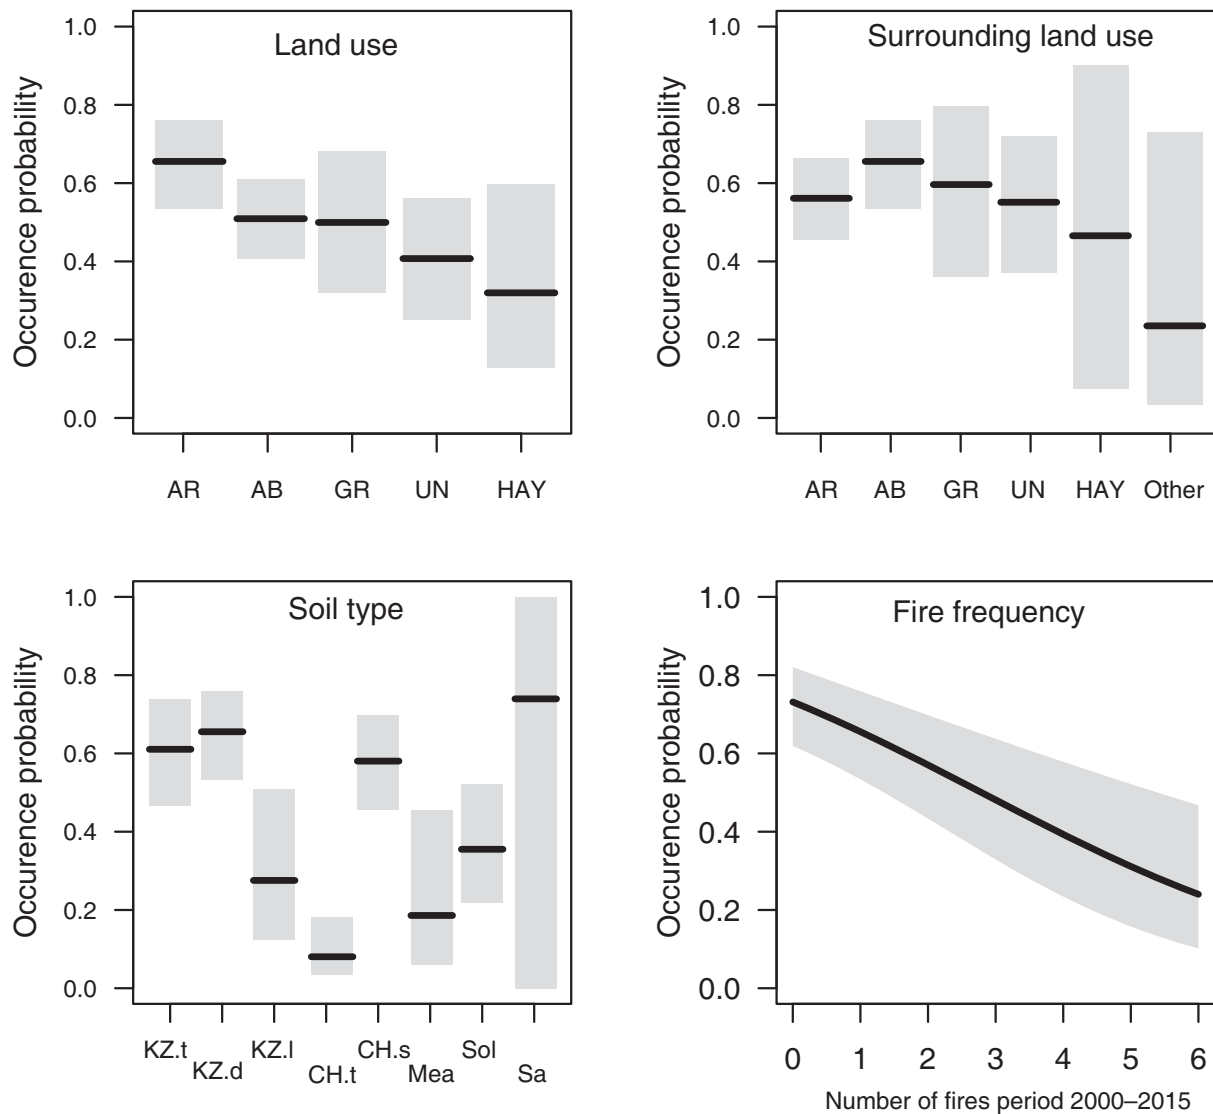 Land use
Occurence probability
1.0
0.8
0.6
0.4
0.2
0.0
AR AB GR UN HAY
Surrounding land use
Occurence probability
1.0
0.8
0.6
0.4
0.2
0.0
AR AB GR UN HAY Other
Soil type
Occurence probability
1.0
0.8
0.6
0.4
0.2
0.0
KZ.t KZ.d KZ.l CH.t CH.s Mea Sol Sa
Fire frequency
Occurence probability
1.0
0.8
0.6
0.4
0.2
0.0
0 1 2 3 4 5 6
Number of fires period 2000–2015